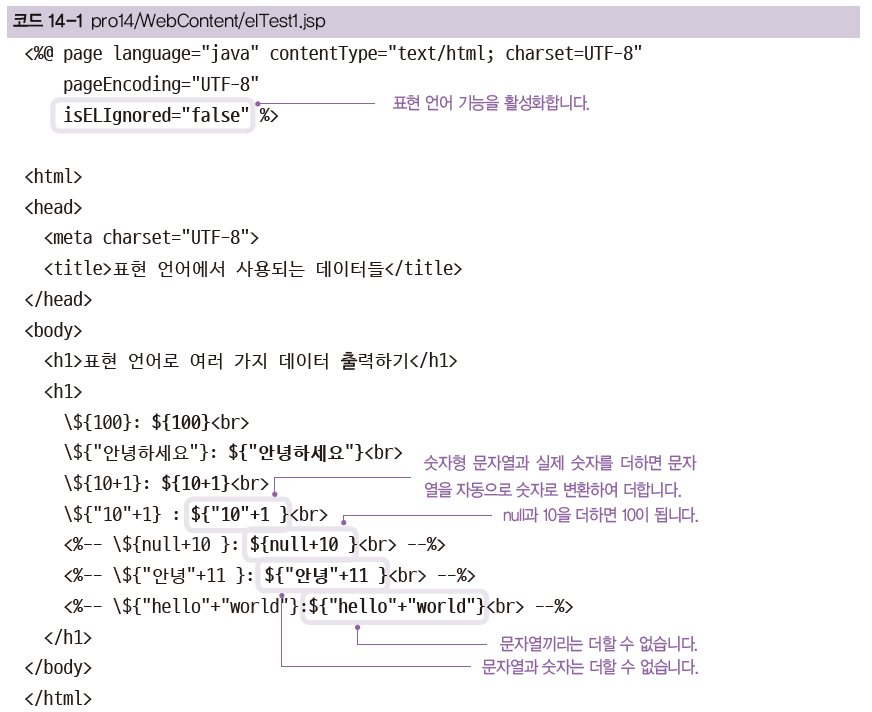 코드 14-1 pro14/WebContent/elTest1.jsp
<%@ page language="java" contentType="text/html; charset=UTF-8"
pageEncoding="UTF-8"
isELIgnored="false" %>
표현 언어 기능을 활성화합니다.
<html>
<head>
<meta charset="UTF-8">
<title>표현 언어에서 사용되는 데이터들</title>
</head>
<body>
<h1>표현 언어로 여러 가지 데이터 출력하기</h1>
<h1>
\${100}: ${100}<br>
\${"안녕하세요"}: ${"안녕하세요"}<br>
\${10+1}: ${10+1}<br>
숫자형 문자열과 실제 숫자를 더하면 문자
열을 자동으로 숫자로 변환하여 더합니다.
\${"10"+1} : ${"10"+1 }<br>
null과 10을 더하면 10이 됩니다.
<%-- \${null+10 }: ${null+10 }<br> --%>
<%-- \${"안녕"+11 }: ${"안녕"+11 }<br> --%>
<%-- \${"hello"+"world"}:${"hello"+"world"}<br> --%>
</h1>
문자열끼리는 더할 수 없습니다.
</body>
문자열과 숫자는 더할 수 없습니다.
</html>